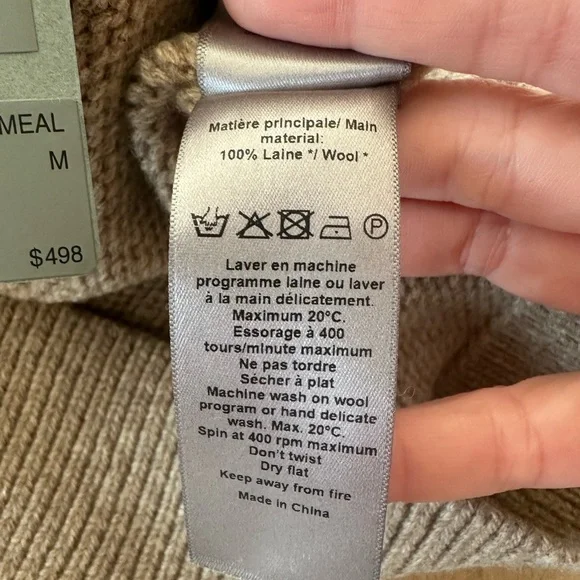 MEAL
M
$498
Matière principale/ Main
material:
100% Laine */ Wool *
P
Laver en machine
programme laine ou laver
à la main délicatement.
Maximum 20°C.
Essorage à 400
tours/minute maximum
Ne pas tordre
Sécher à plat
Machine wash on wool
program or hand delicate
wash. Max. 20°C.
Spin at 400 rpm maximum
Don't twist
Dry flat
Keep away from fire
Made in China